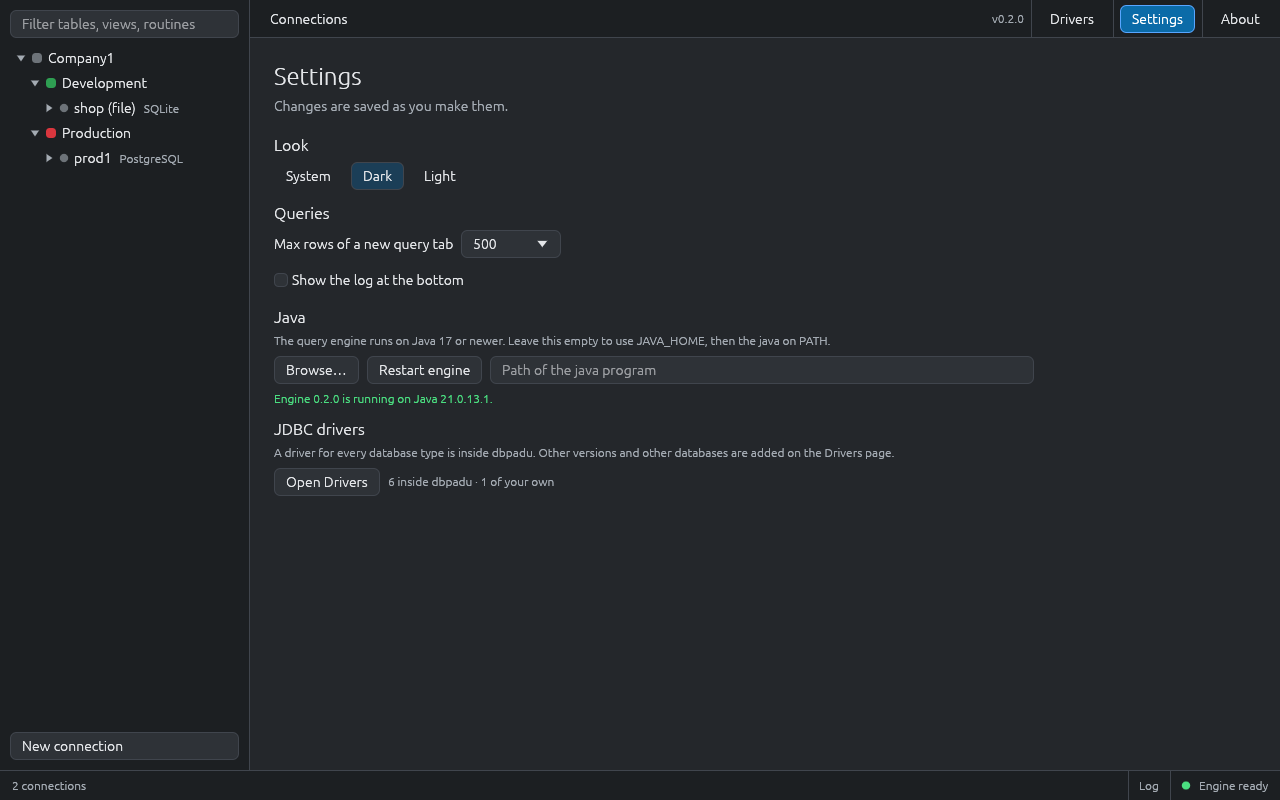 Filter tables, views, routines
Connections
v0.2.0
Drivers
Settings
About
Company1
Development
shop (file) SQLite
Production
prod1 PostgreSQL
New connection
Settings
Changes are saved as you make them.
Look
System Dark Light
Queries
Max rows of a new query tab 500
Show the log at the bottom
Java
The query engine runs on Java 17 or newer. Leave this empty to use JAVA_HOME, then the java on PATH.
Browse… Restart engine Path of the java program
Engine 0.2.0 is running on Java 21.0.13.1.
JDBC drivers
A driver for every database type is inside dbpadu. Other versions and other databases are added on the Drivers page.
Open Drivers 6 inside dbpadu · 1 of your own
2 connections
Log
Engine ready